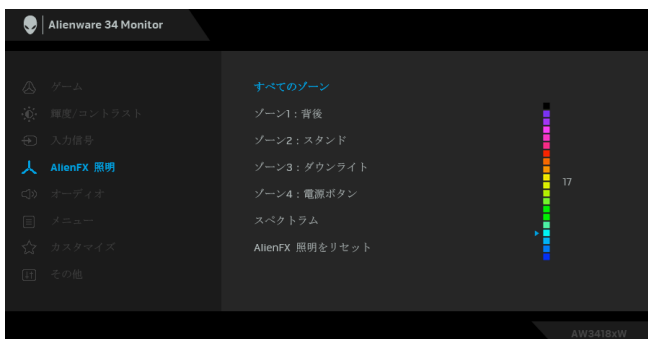 Alienware 34 Monitor
ゲーム
輝度/コントラスト
入力信号
AlienFX 照明
オーディオ
メニュー
カスタマイズ
その他
すべてのゾーン
ゾーン1：背後
ゾーン2：スタンド
ゾーン3：ダウンライト
ゾーン4：電源ボタン
スペクトラム
AlienFX 照明をリセット
17
AW3418xW